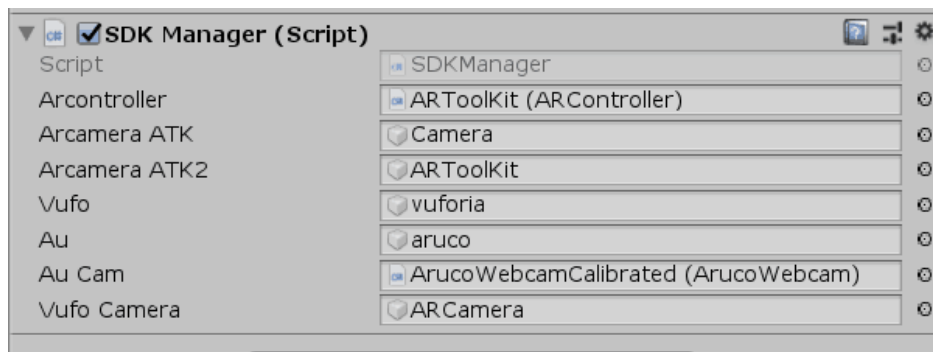 SDK Manager (Script)
Script SDKManager
Arcontroller ARToolKit (ARController)
Arcamera ATK Camera
Arcamera ATK2 ARToolKit
Vufo vuforia
Au aruco
Au Cam ArucoWebcamCalibrated (ArucoWebcam)
Vufo Camera ARCamera